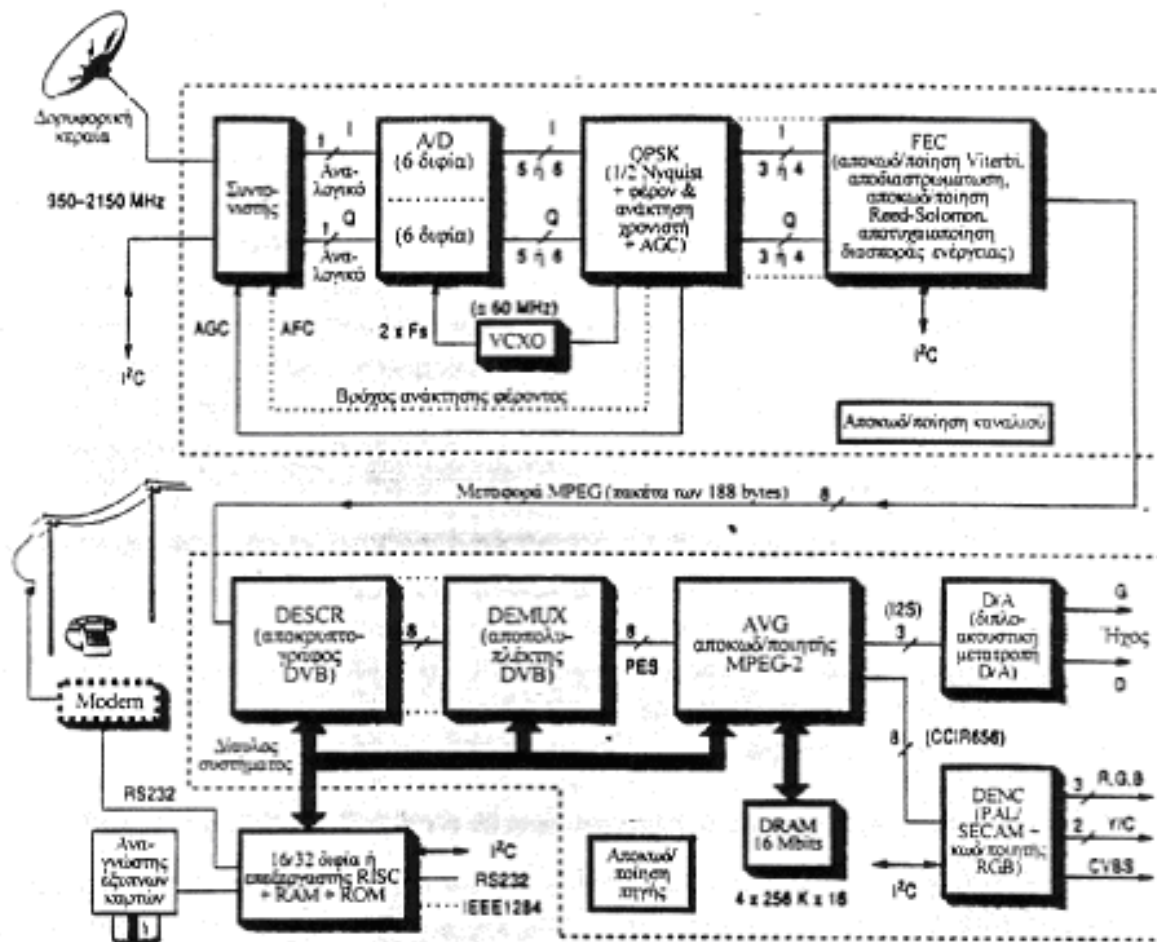 Δορυφορική
κεραία
950–2150 MHz
I²C
Συντο-
νιστής
1
I
Ανα-
λογικό
1
Q
Ανα-
λογικό
A/D
(6 διφία)
(6 διφία)
I
5 ή 6
Q
5 ή 6
QPSK
(1/2 Nyquist
+ φέρον &
ανάκτηση
χρονιστή
+ AGC)
I
3 ή 4
Q
3 ή 4
FEC
(αποκωδ/ποίηση Viterbi,
αποδιαστρωμάτωση,
αποκωδ/ποίηση
Reed-Solomon,
αποτυχαιοποίηση
διασποράς ενέργειας)
I²C
AGC
AFC
2 x Fs
(± 60 MHz)
VCXO
Βρόχος ανάκτησης φέροντος
Αποκωδ/ποίηση καναλιού
Μεταφορά MPEG (πακέτα των 188 bytes)
8
DESCR
(αποκρυπτο-
γράφος
DVB)
8
DEMUX
(αποπολυ-
πλέκτης
DVB)
8
PES
AVG
αποκωδ/ποιητής
MPEG-2
(I2S)
3
D/A
(διπλο-
ακουστική
μετατροπή
D/A)
G
Ήχος
D
Modem
Δίαυλος
συστήματος
8
(CCIR656)
RS232
Ανα-
γνώστης
έξυπνων
καρτών
16/32 διφία ή
επεξεργαστής RISC
+ RAM + ROM
I²C
RS232
IEEE1284
Αποκωδ/
ποίηση
πηγής
DRAM
16 Mbits
4 x 256 K x 16
I²C
DENC
(PAL/
SECAM +
κωδ/ποιητής
RGB)
3
R.G.B
2
Y/C
CVBS